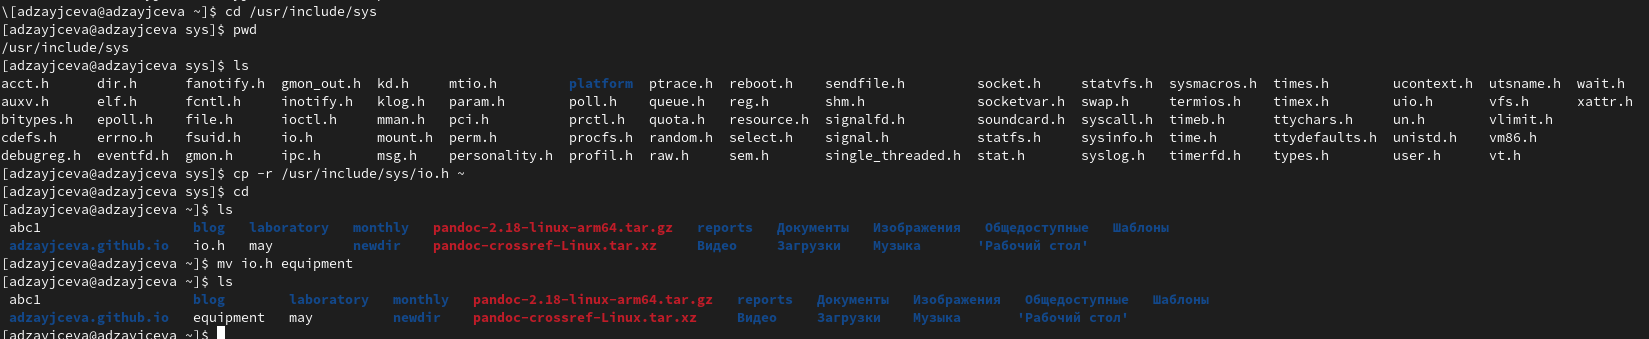 \[adzayjceva@adzayjceva ~]$ cd /usr/include/sys
[adzayjceva@adzayjceva sys]$ pwd
/usr/include/sys
[adzayjceva@adzayjceva sys]$ ls
acct.h dir.h fanotify.h gmon_out.h kd.h mtio.h platform ptrace.h reboot.h sendfile.h socket.h statvfs.h sysmacros.h times.h ucontext.h utsname.h wait.h
auxv.h elf.h fcntl.h inotify.h klog.h param.h poll.h queue.h reg.h shm.h socketvar.h swap.h termios.h timex.h uio.h vfs.h xattr.h
bitypes.h epoll.h file.h ioctl.h mman.h pci.h prctl.h quota.h resource.h signalfd.h soundcard.h syscall.h timeb.h ttychars.h un.h vlimit.h
cdefs.h errno.h fsuid.h io.h mount.h perm.h procfs.h random.h select.h signal.h statfs.h sysinfo.h time.h ttydefaults.h unistd.h vm86.h
debugreg.h eventfd.h gmon.h ipc.h msg.h personality.h profil.h raw.h sem.h single_threaded.h stat.h syslog.h timerfd.h types.h user.h vt.h
[adzayjceva@adzayjceva sys]$ cp -r /usr/include/sys/io.h ~
[adzayjceva@adzayjceva sys]$ cd
[adzayjceva@adzayjceva ~]$ ls
abc1 blog laboratory monthly pandoc-2.18-linux-arm64.tar.gz reports Документы Изображения Общедоступные Шаблоны
adzayjceva.github.io io.h may newdir pandoc-crossref-Linux.tar.xz Видео Загрузки Музыка 'Рабочий стол'
[adzayjceva@adzayjceva ~]$ mv io.h equipment
[adzayjceva@adzayjceva ~]$ ls
abc1 blog laboratory monthly pandoc-2.18-linux-arm64.tar.gz reports Документы Изображения Общедоступные Шаблоны
adzayjceva.github.io equipment may newdir pandoc-crossref-Linux.tar.xz Видео Загрузки Музыка 'Рабочий стол'
[adzayjceva@adzayjceva ~]$